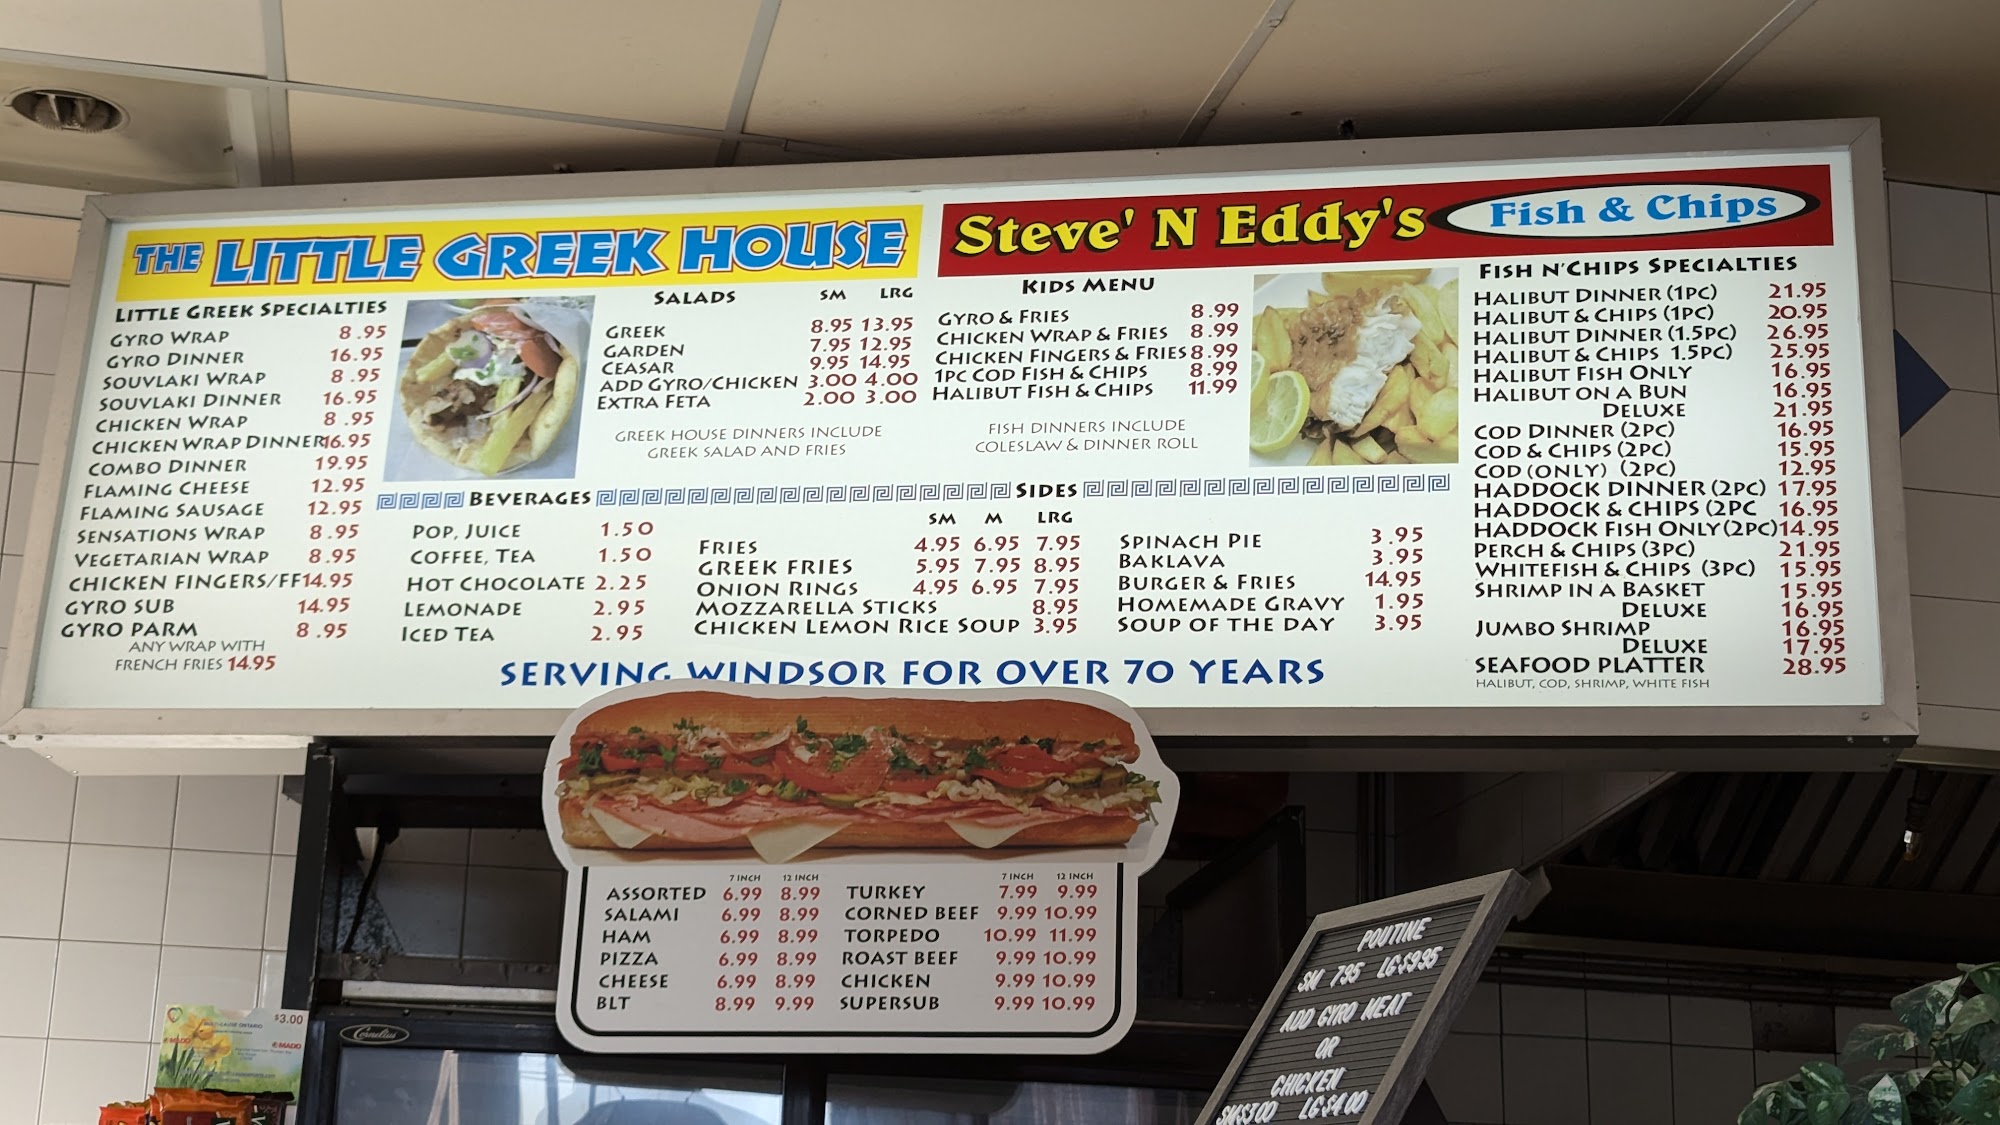 THE LITTLE GREEK HOUSE
LITTLE GREEK SPECIALTIES
GYRO WRAP 8.95
GYRO DINNER 16.95
SOUVLAKI WRAP 8.95
SOUVLAKI DINNER 16.95
CHICKEN WRAP 8.95
CHICKEN WRAP DINNER 16.95
COMBO DINNER 19.95
FLAMING CHEESE 12.95
FLAMING SAUSAGE 12.95
SENSATIONS WRAP 8.95
VEGETARIAN WRAP 8.95
CHICKEN FINGERS/FF 14.95
GYRO SUB 14.95
GYRO PARM 8.95
ANY WRAP WITH
FRENCH FRIES 14.95
SALADS SM LRG
GREEK 8.95 13.95
GARDEN 7.95 12.95
CEASAR 9.95 14.95
ADD GYRO/CHICKEN 3.00 4.00
EXTRA FETA 2.00 3.00
GREEK HOUSE DINNERS INCLUDE
GREEK SALAD AND FRIES
Steve' N Eddy's Fish & Chips
KIDS MENU
GYRO & FRIES 8.99
CHICKEN WRAP & FRIES 8.99
CHICKEN FINGERS & FRIES 8.99
1PC COD FISH & CHIPS 8.99
HALIBUT FISH & CHIPS 11.99
FISH DINNERS INCLUDE
COLESLAW & DINNER ROLL
FISH N'CHIPS SPECIALTIES
HALIBUT DINNER (1PC) 21.95
HALIBUT & CHIPS (1PC) 20.95
HALIBUT DINNER (1.5PC) 26.95
HALIBUT & CHIPS 1.5PC) 25.95
HALIBUT FISH ONLY 16.95
HALIBUT ON A BUN 16.95
DELUXE 21.95
COD DINNER (2PC) 16.95
COD & CHIPS (2PC) 15.95
COD (ONLY) (2PC) 12.95
HADDOCK DINNER (2PC) 17.95
HADDOCK & CHIPS (2PC 16.95
HADDOCK FISH ONLY (2PC) 14.95
PERCH & CHIPS (3PC) 21.95
WHITEFISH & CHIPS (3PC) 15.95
SHRIMP IN A BASKET 15.95
DELUXE 16.95
JUMBO SHRIMP 16.95
DELUXE 17.95
SEAFOOD PLATTER 28.95
HALIBUT, COD, SHRIMP, WHITE FISH
BEVERAGES
POP, JUICE 1.50
COFFEE, TEA 1.50
HOT CHOCOLATE 2.25
LEMONADE 2.95
ICED TEA 2.95
SIDES
SM M LRG
FRIES 4.95 6.95 7.95
GREEK FRIES 5.95 7.95 8.95
ONION RINGS 4.95 6.95 7.95
MOZZARELLA STICKS 8.95
CHICKEN LEMON RICE SOUP 3.95
SPINACH PIE 3.95
BAKLAVA 3.95
BURGER & FRIES 14.95
HOMEMADE GRAVY 1.95
SOUP OF THE DAY 3.95
SERVING WINDSOR FOR OVER 70 YEARS
7 INCH 12 INCH
ASSORTED 6.99 8.99
SALAMI 6.99 8.99
HAM 6.99 8.99
PIZZA 6.99 8.99
CHEESE 6.99 8.99
BLT 8.99 9.99
7 INCH 12 INCH
TURKEY 7.99 9.99
CORNED BEEF 9.99 10.99
TORPEDO 10.99 11.99
ROAST BEEF 9.99 10.99
CHICKEN 9.99 10.99
SUPERSUB 9.99 10.99
POUTINE
SM 7.95 LG $9.95
ADD GYRO MEAT
OR
CHICKEN
SM $3.00 LG $4.00
Cornelius
$3.00
MADD
MADD